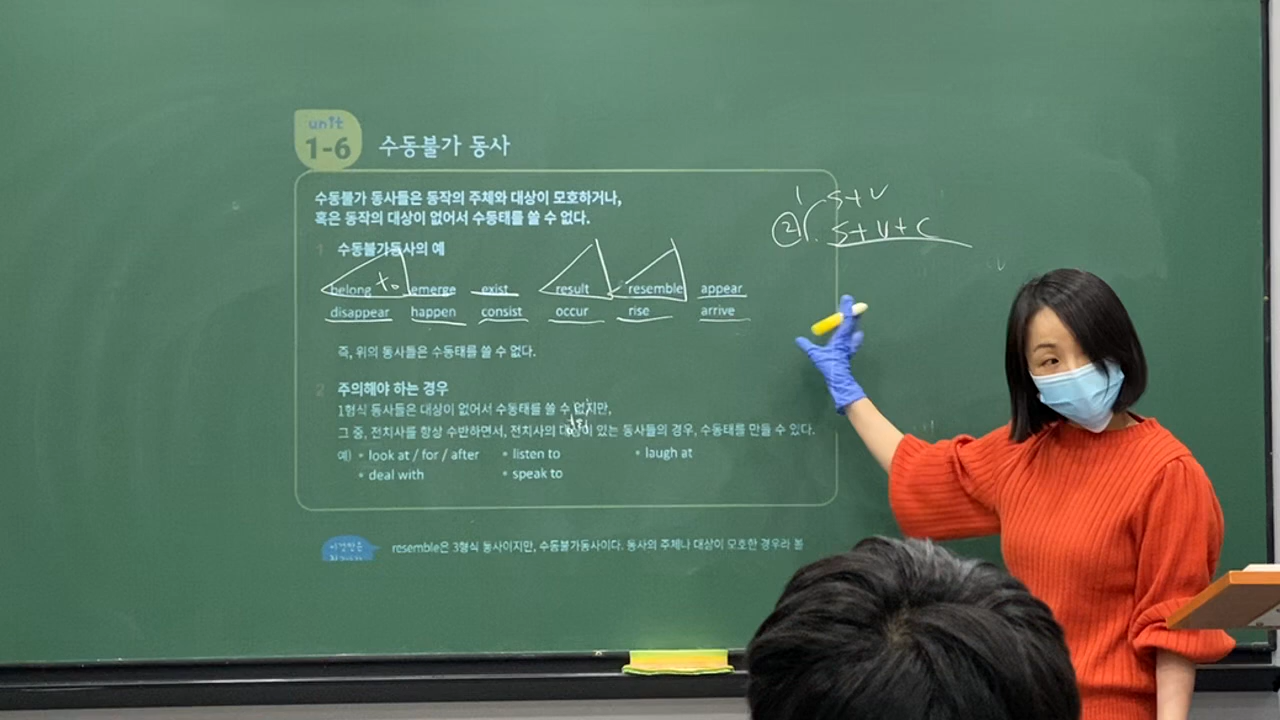 unit
1-6 수동불가 동사
수동불가 동사들은 동작의 주체와 대상이 모호하거나,
혹은 동작의 대상이 없어서 수동태를 쓸 수 없다.
1 수동불가동사의 예
belong to emerge exist result resemble appear
disappear happen consist occur rise arrive
즉, 위의 동사들은 수동태를 쓸 수 없다.
2 주의해야 하는 경우
1형식 동사들은 대상이 없어서 수동태를 쓸 수 없지만,
그 중, 전치사를 항상 수반하면서, 전치사의 대상이 있는 동사들의 경우, 수동태를 만들 수 있다.
예) • look at / for / after • listen to • laugh at
• deal with • speak to
resemble은 3형식 동사이지만, 수동불가동사이다. 동사의 주체나 대상이 모호한 경우라 볼
1 S+V
② S+V+C